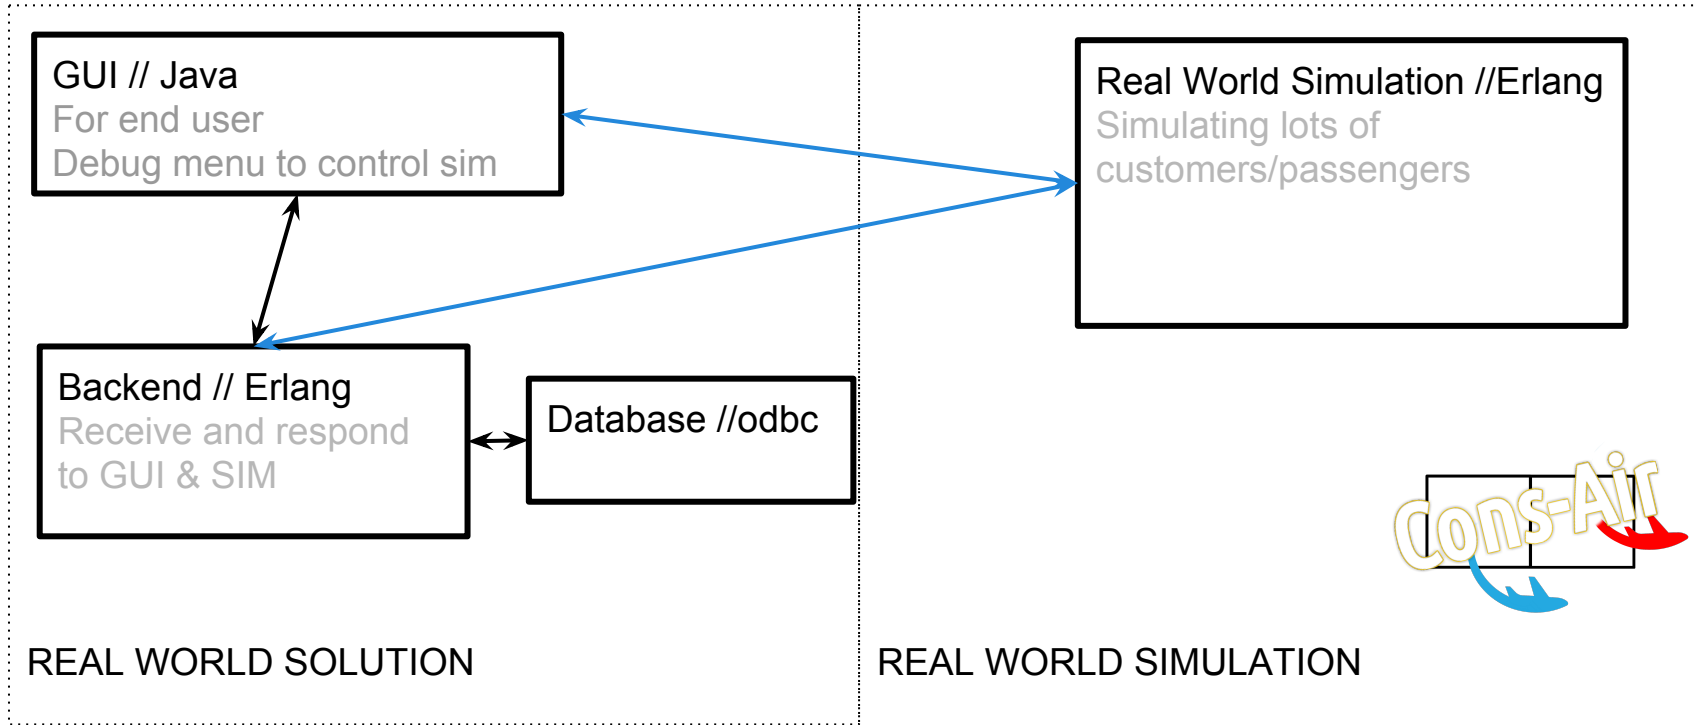 GUI // Java
For end user
Debug menu to control sim
Real World Simulation //Erlang
Simulating lots of
customers/passengers
Backend // Erlang
Receive and respond
to GUI & SIM
Database //odbc
Cons-Air
REAL WORLD SOLUTION
REAL WORLD SIMULATION